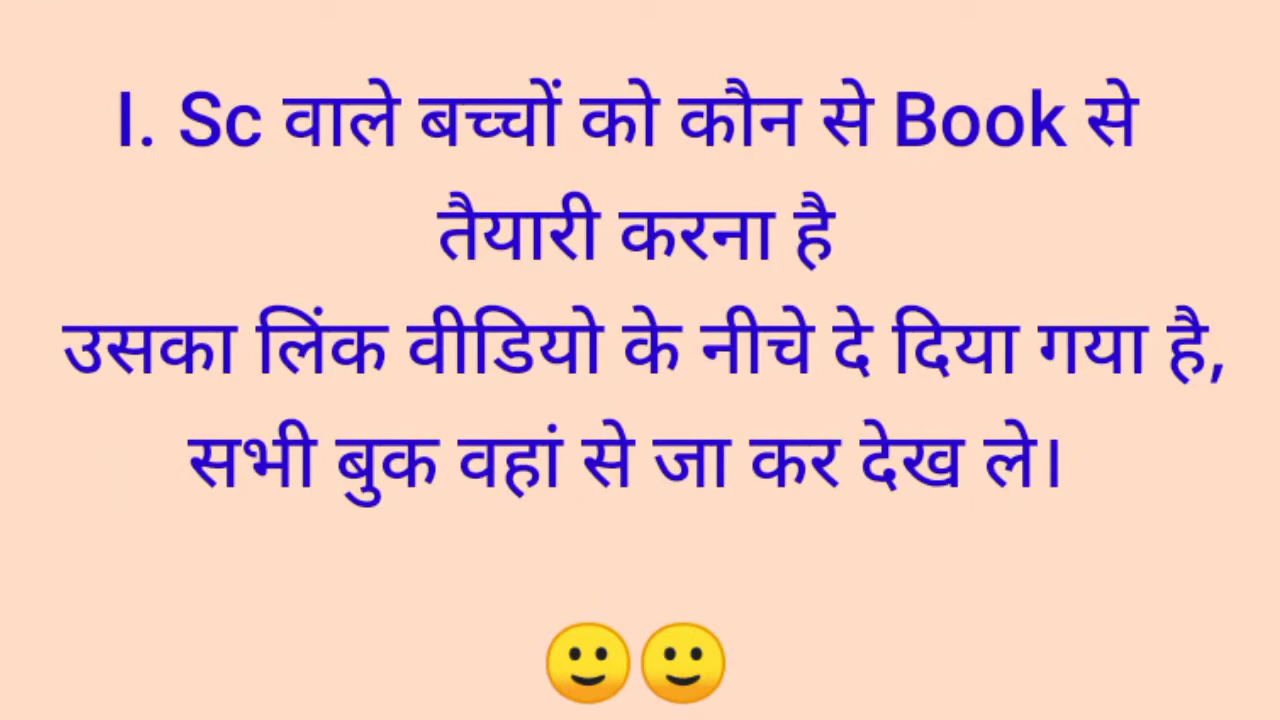 I. Sc वाले बच्चों को कौन से Book से
तैयारी करना है
उसका लिंक वीडियो के नीचे दे दिया गया है,
सभी बुक वहां से जा कर देख ले।